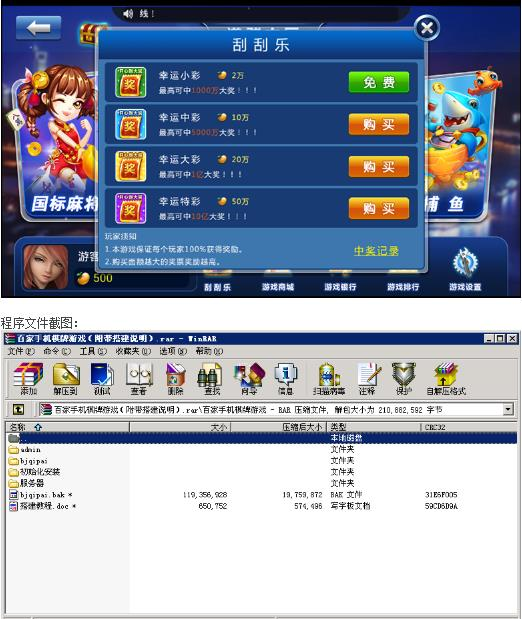 线！
刮刮乐
幸运小彩 2万
最高可中1000万大奖！！！
免费
幸运中彩 10万
最高可中5000万大奖！！！
购买
幸运大彩 20万
最高可中1亿大奖！！！
购买
幸运特彩 50万
最高可中10亿大奖！！！
购买
玩家须知
1.本游戏保证每个玩家100%获得奖励。
2.购买面额越大的奖票奖励越高。
中奖记录
国标麻将
捕鱼
游客
500
刮刮乐 游戏商城 游戏银行 游戏排行 游戏设置
程序文件截图：
百家手机棋牌游戏(附带搭建说明).rar - WinRAR
文件(F) 命令(C) 工具(S) 收藏夹(O) 选项(N) 帮助(H)
添加 解压到 测试 查看 删除 查找 向导 信息 扫描病毒 注释 保护 自解压格式
百家手机棋牌游戏(附带搭建说明).rar\百家手机棋牌游戏 - RAR 压缩文件, 解包大小为 210,882,592 字节
名称 大小 压缩后大小 类型 CRC32
.. 本地磁盘
admin 文件夹
bjqipai 文件夹
初始化安装 文件夹
服务器 文件夹
bjqipai.bak * 119,356,928 19,759,872 BAK 文件 31E6F005
搭建教程.doc * 650,752 574,496 写字板文档 59CD6D9A